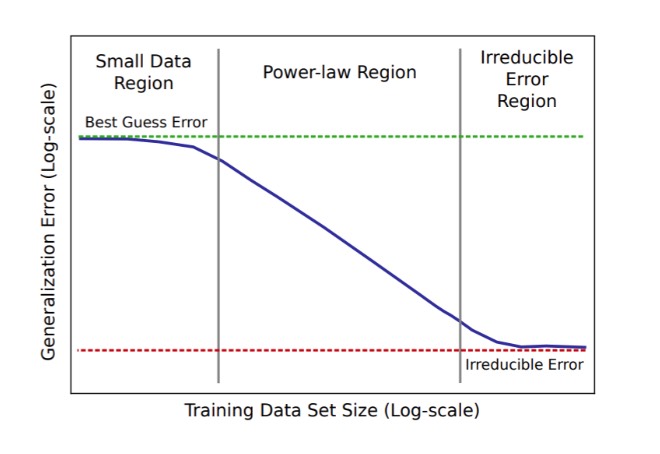 Small Data
Region
Power-law Region
Irreducible
Error
Region
Best Guess Error
Generalization Error (Log-scale)
Irreducible Error
Training Data Set Size (Log-scale)